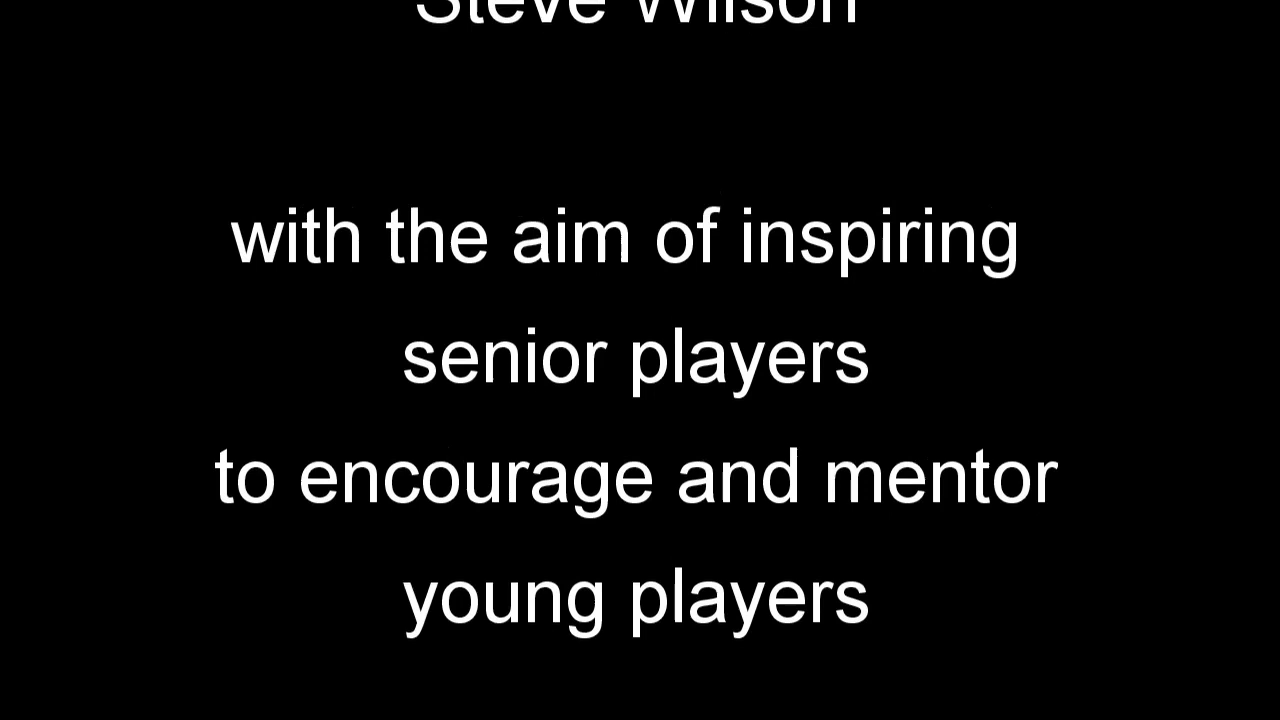 Steve Wilson
with the aim of inspiring
senior players
to encourage and mentor
young players